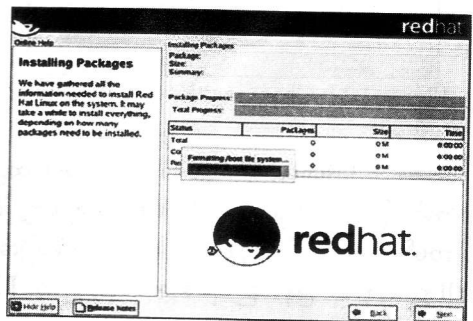 redhat
Online Help
Installing Packages
We have gathered all the
information needed to install Red
Hat Linux on the system. It may
take a while to install everything,
depending on how many
packages need to be installed.
Installing Packages
Package:
Size:
Summary:
Package Progress:
Total Progress:
Status Packages Size Time
Total 0 0 M 0:00:00
0 0 M 0:00:00
0 0 M 0:00:00
Formatting /boot file system...
redhat.
Hide Help
Release Notes
Back
Next